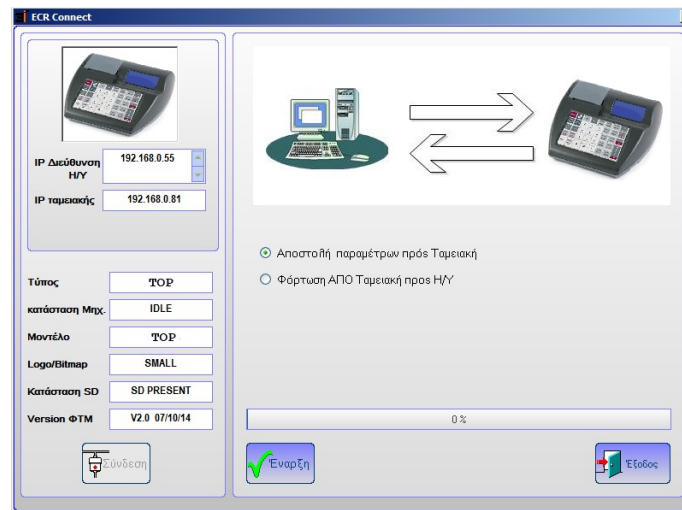 ECR Connect
IP Διεύθυνση
Η/Υ
192.168.0.55
IP ταμειακής
192.168.0.81
Τύπος
TOP
κατάσταση Μηχ.
IDLE
Μοντέλο
TOP
Logo/Bitmap
SMALL
Κατάσταση SD
SD PRESENT
Version ΦΤΜ
V2.0 07/10/14
Σύνδεση
Αποστολή παραμέτρων πρόs Ταμειακή
Φόρτωση ΑΠΟ Ταμειακή προs Η/Υ
0 %
Έναρξη
Έξοδος